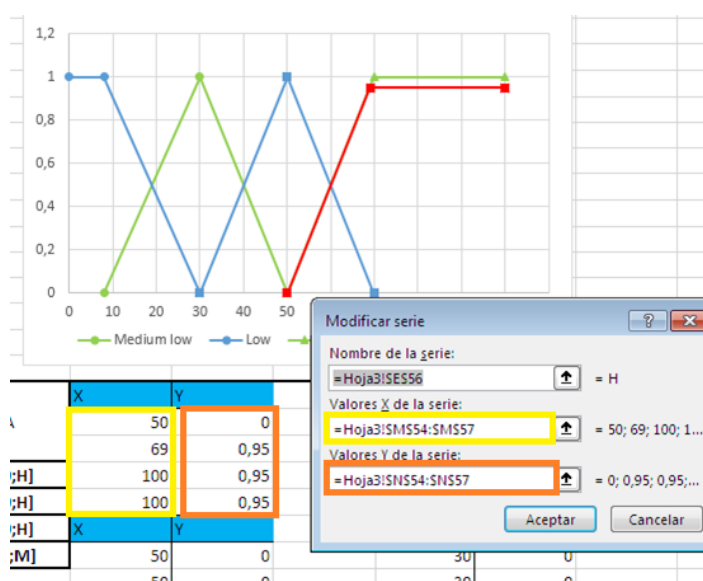 1,2
1
0,8
0,6
0,4
0,2
0
0 10 20 30 40 50
Medium low Low
Modificar serie
Nombre de la serie:
=Hoja3!$E$56 = H
Valores X de la serie:
=Hoja3!$M$54:$M$57 = 50; 69; 100; 1...
Valores Y de la serie:
=Hoja3!$N$54:$N$57 = 0; 0,95; 0,95;...
Aceptar Cancelar
X Y
50 0
69 0,95
;H] 100 0,95
;H] 100 0,95
;H] X Y
;M] 50 0 30 0